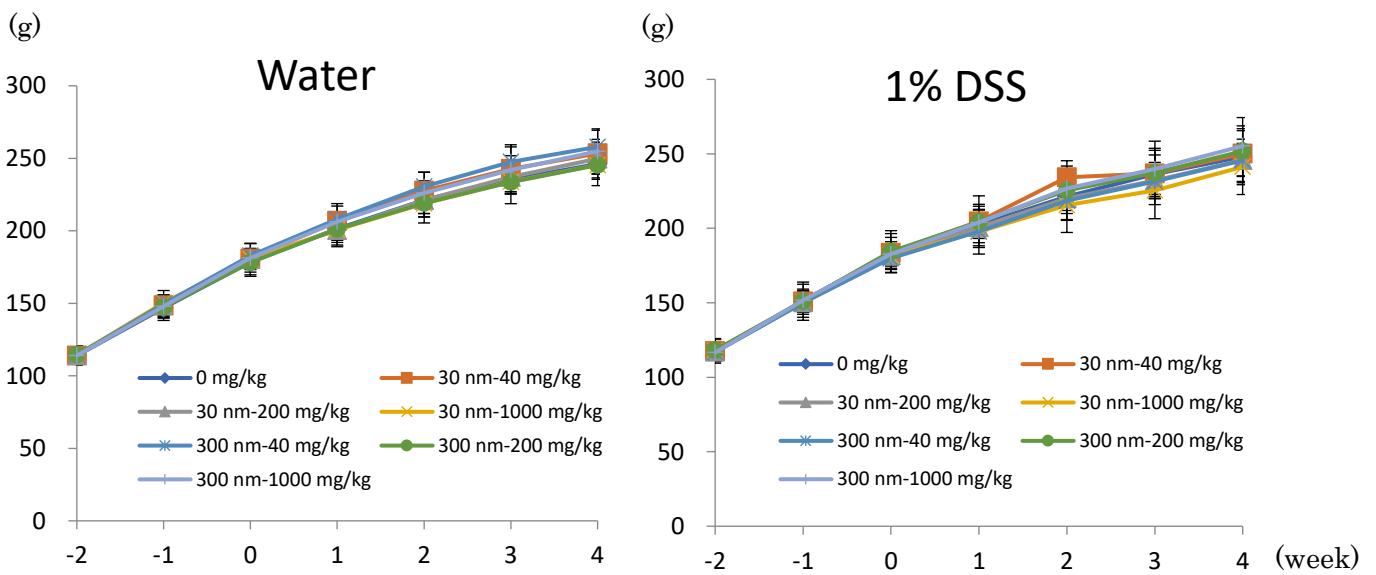 (g)
Water
300
250
200
150
100
50
0
-2 -1 0 1 2 3 4
0 mg/kg 30 nm-40 mg/kg
30 nm-200 mg/kg 30 nm-1000 mg/kg
300 nm-40 mg/kg 300 nm-200 mg/kg
300 nm-1000 mg/kg
(g)
1% DSS
300
250
200
150
100
50
0
-2 -1 0 1 2 3 4 (week)
0 mg/kg 30 nm-40 mg/kg
30 nm-200 mg/kg 30 nm-1000 mg/kg
300 nm-40 mg/kg 300 nm-200 mg/kg
300 nm-1000 mg/kg